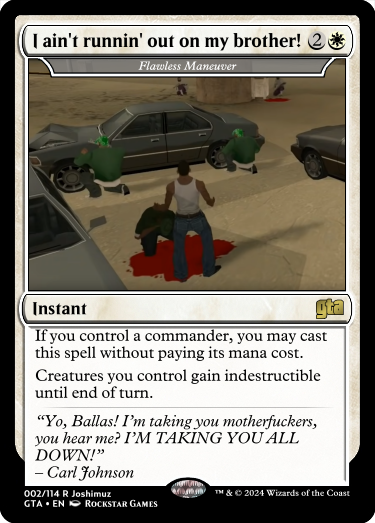 I ain't runnin' out on my brother! 2
Flawless Maneuver
Instant
gta
If you control a commander, you may cast
this spell without paying its mana cost.
Creatures you control gain indestructible
until end of turn.
“Yo, Ballas! I'm taking you motherfuckers,
you hear me? I'M TAKING YOU ALL
DOWN!”
– Carl Johnson
002/114 R Joshimuz
GTA • EN Rockstar Games
™ & © 2024 Wizards of the Coast